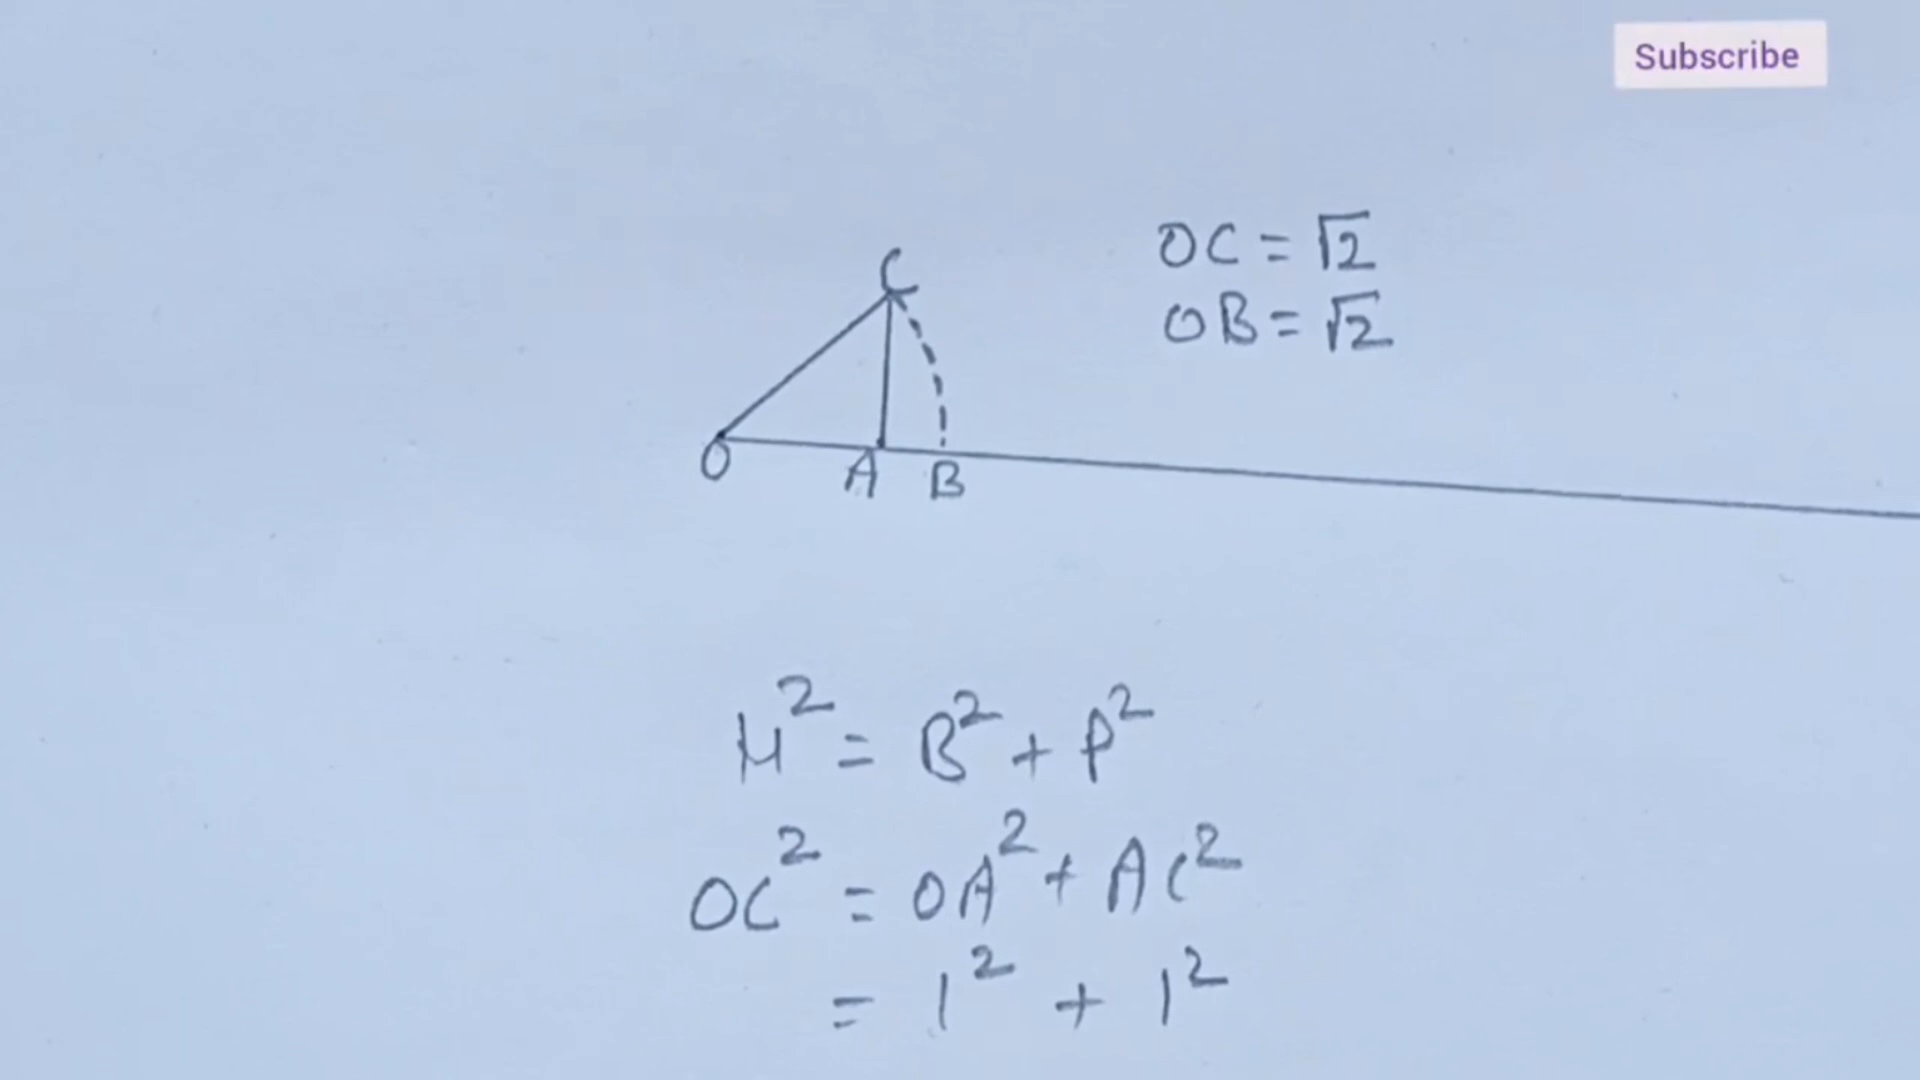 Subscribe
OC = √2
OB = √2
C
O A B
H² = B² + P²
OC² = OA² + AC²
= 1² + 1²